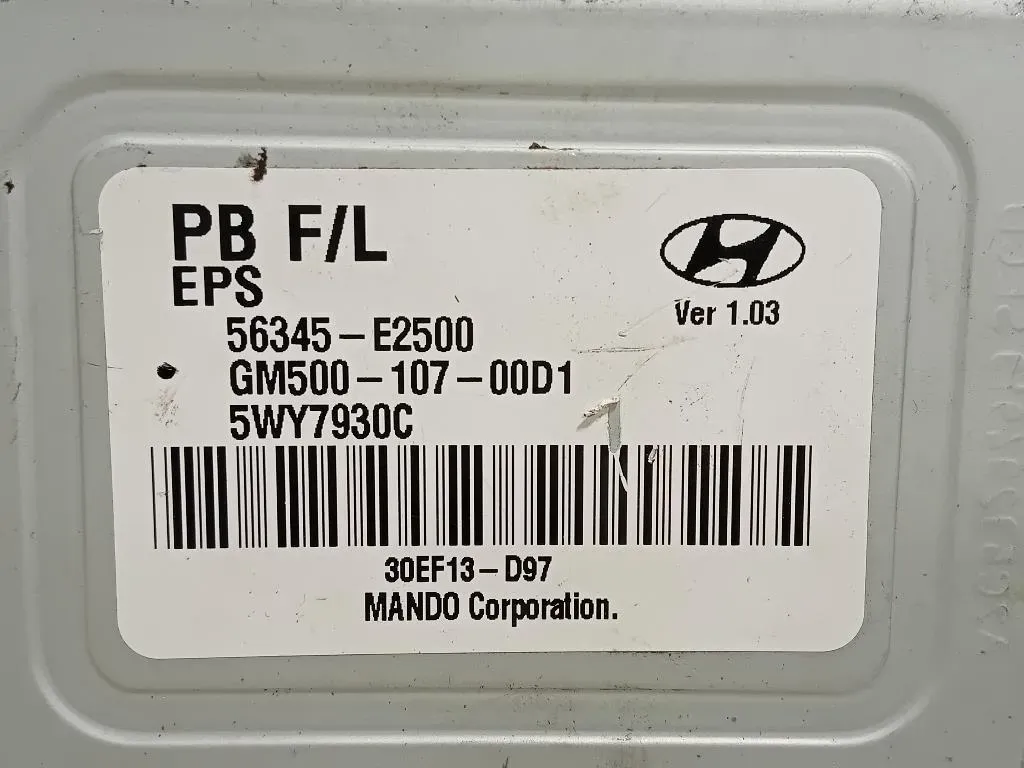 PB F/L
EPS
Ver 1.03
56345-E2500
GM500-107-00D1
5WY7930C
30EF13-D97
MANDO Corporation.